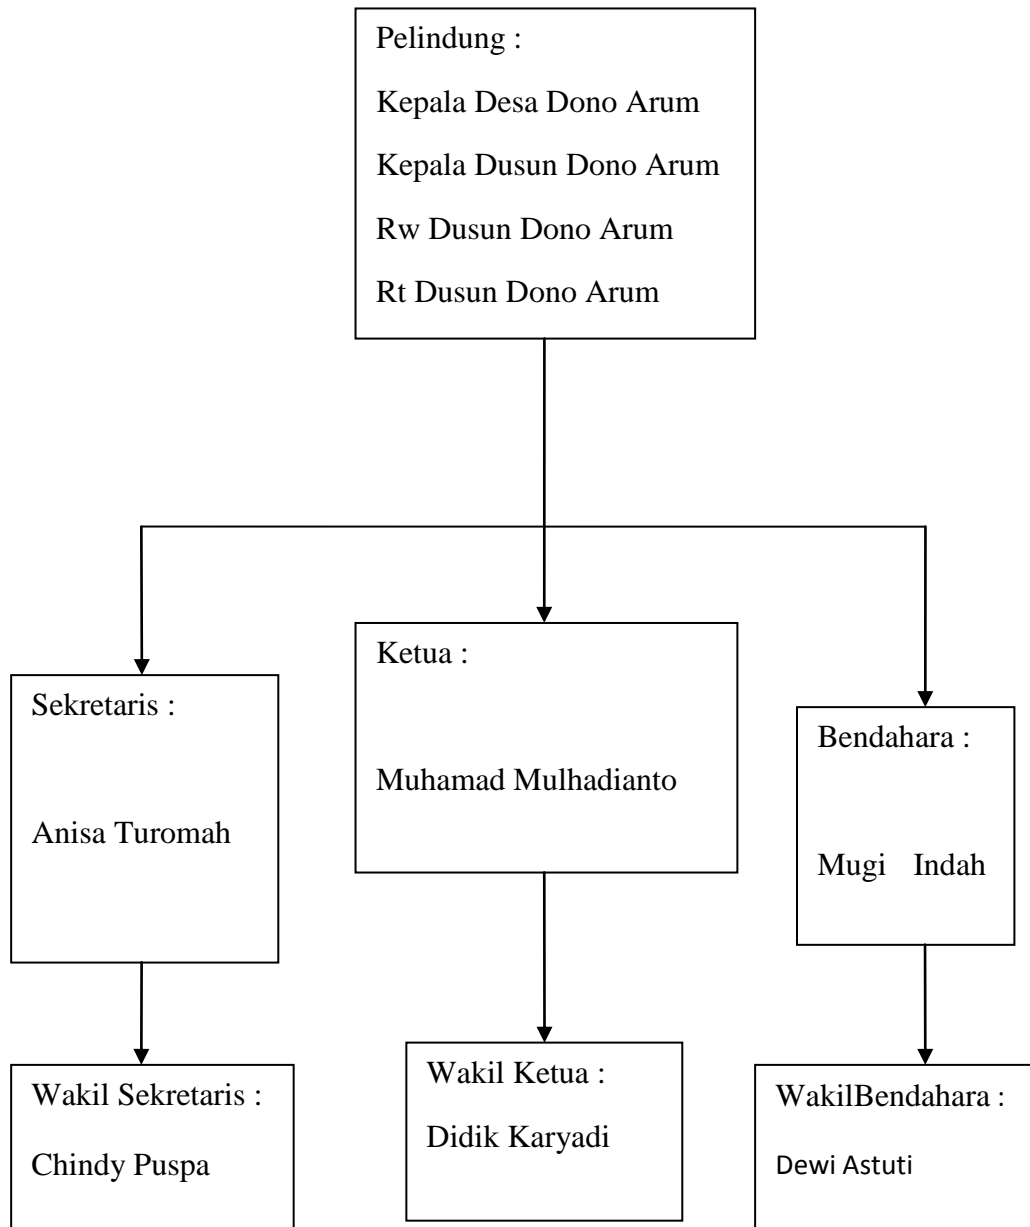 Pelindung :
Kepala Desa Dono Arum
Kepala Dusun Dono Arum
Rw Dusun Dono Arum
Rt Dusun Dono Arum
Sekretaris :
Anisa Turomah
Ketua :
Muhamad Mulhadianto
Bendahara :
Mugi Indah
Wakil Sekretaris :
Chindy Puspa
Wakil Ketua :
Didik Karyadi
WakilBendahara :
Dewi Astuti